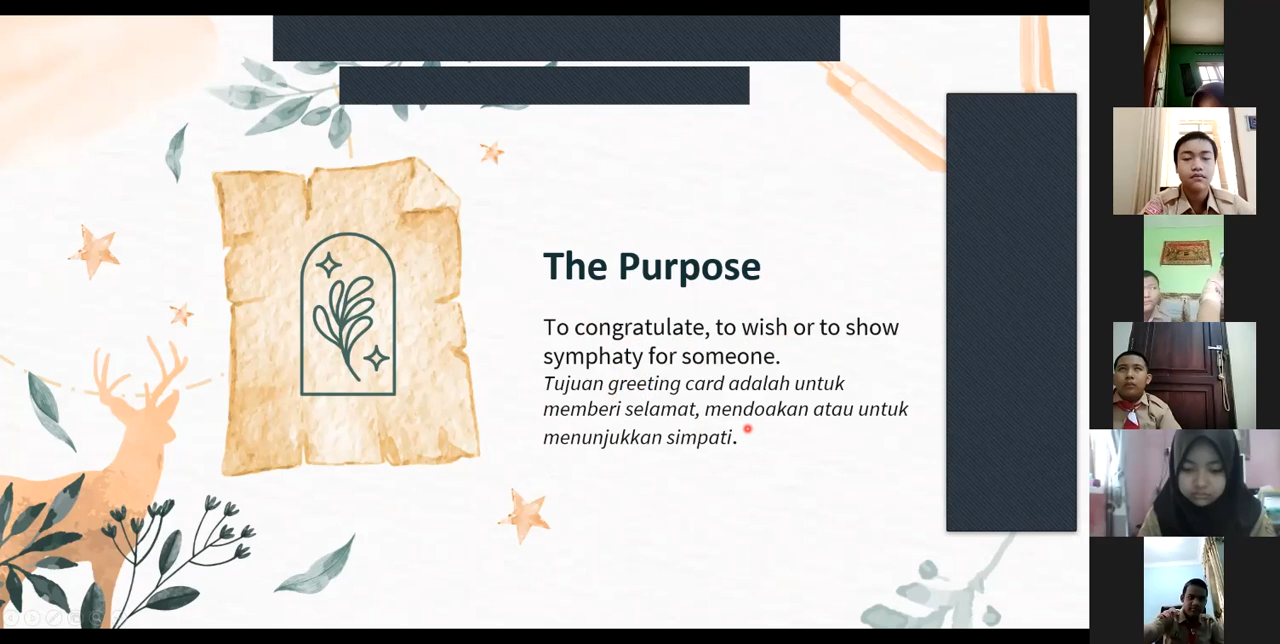 The Purpose
To congratulate, to wish or to show
symphaty for someone.
Tujuan greeting card adalah untuk
memberi selamat, mendoakan atau untuk
menunjukkan simpati.